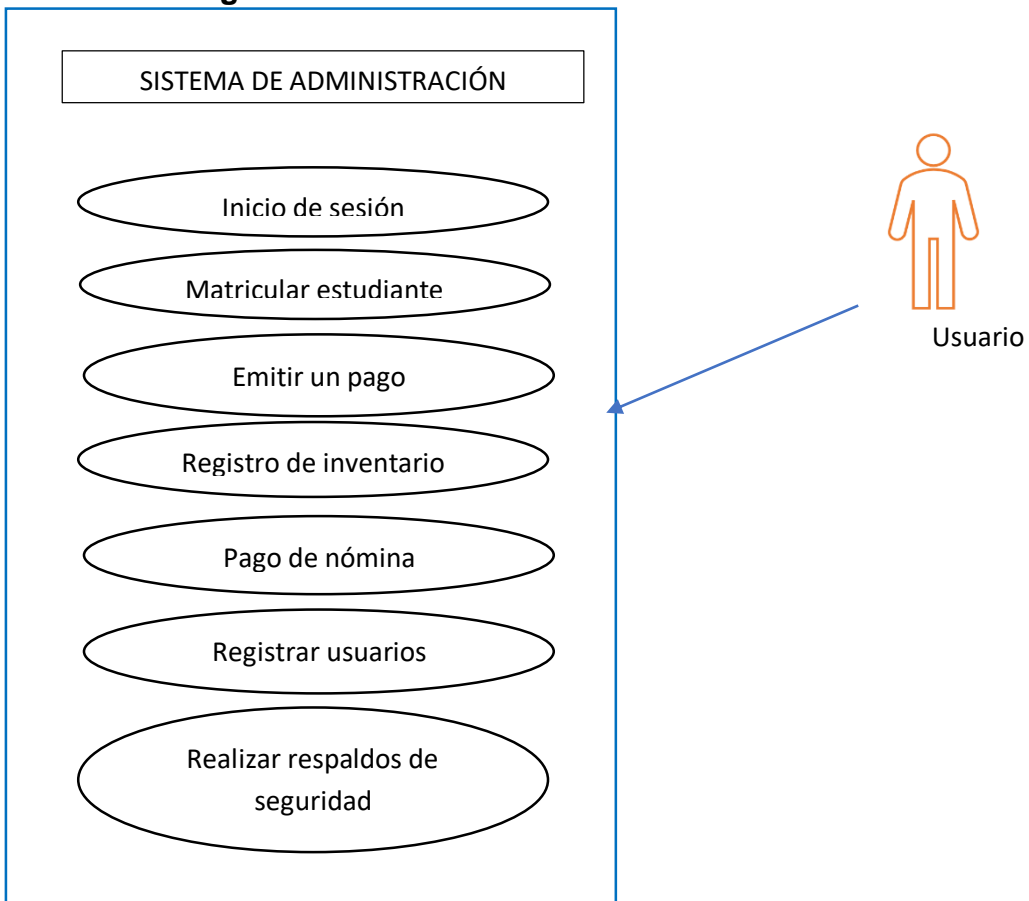 SISTEMA DE ADMINISTRACIÓN
Inicio de sesión
Matricular estudiante
Emitir un pago
Usuario
Registro de inventario
Pago de nómina
Registrar usuarios
Realizar respaldos de
seguridad